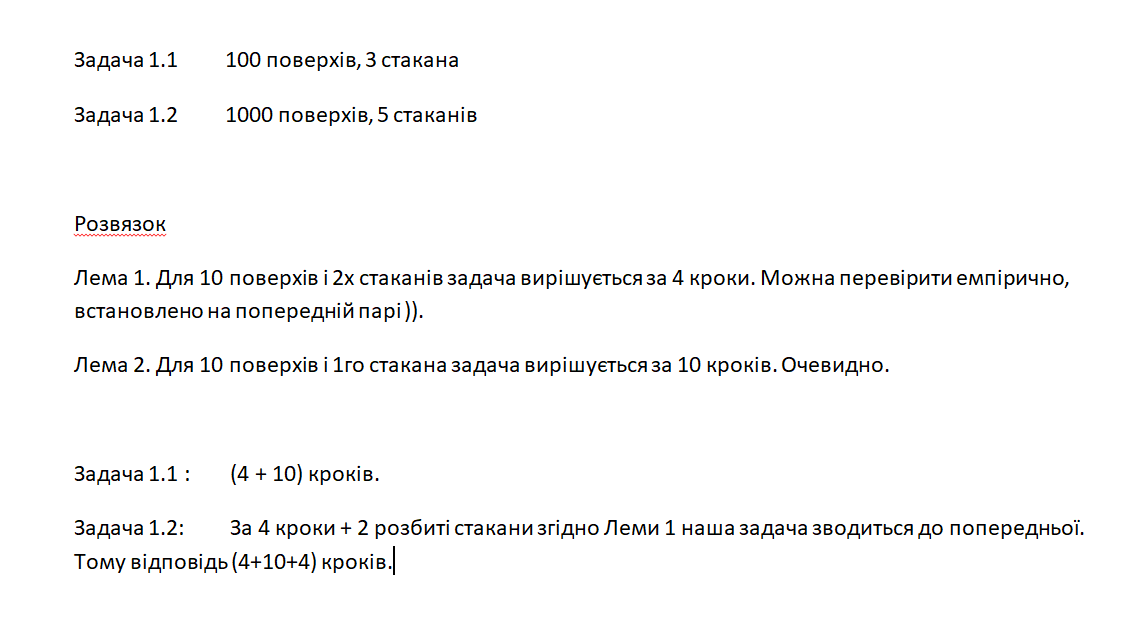 Задача 1.1 100 поверхів, 3 стакана
Задача 1.2 1000 поверхів, 5 стаканів
Розвязок
Лема 1. Для 10 поверхів і 2х стаканів задача вирішується за 4 кроки. Можна перевірити емпірично,
встановлено на попередній парі )).
Лема 2. Для 10 поверхів і 1го стакана задача вирішується за 10 кроків. Очевидно.
Задача 1.1 : (4 + 10) кроків.
Задача 1.2: За 4 кроки + 2 розбиті стакани згідно Леми 1 наша задача зводиться до попередньої.
Тому відповідь (4+10+4) кроків.